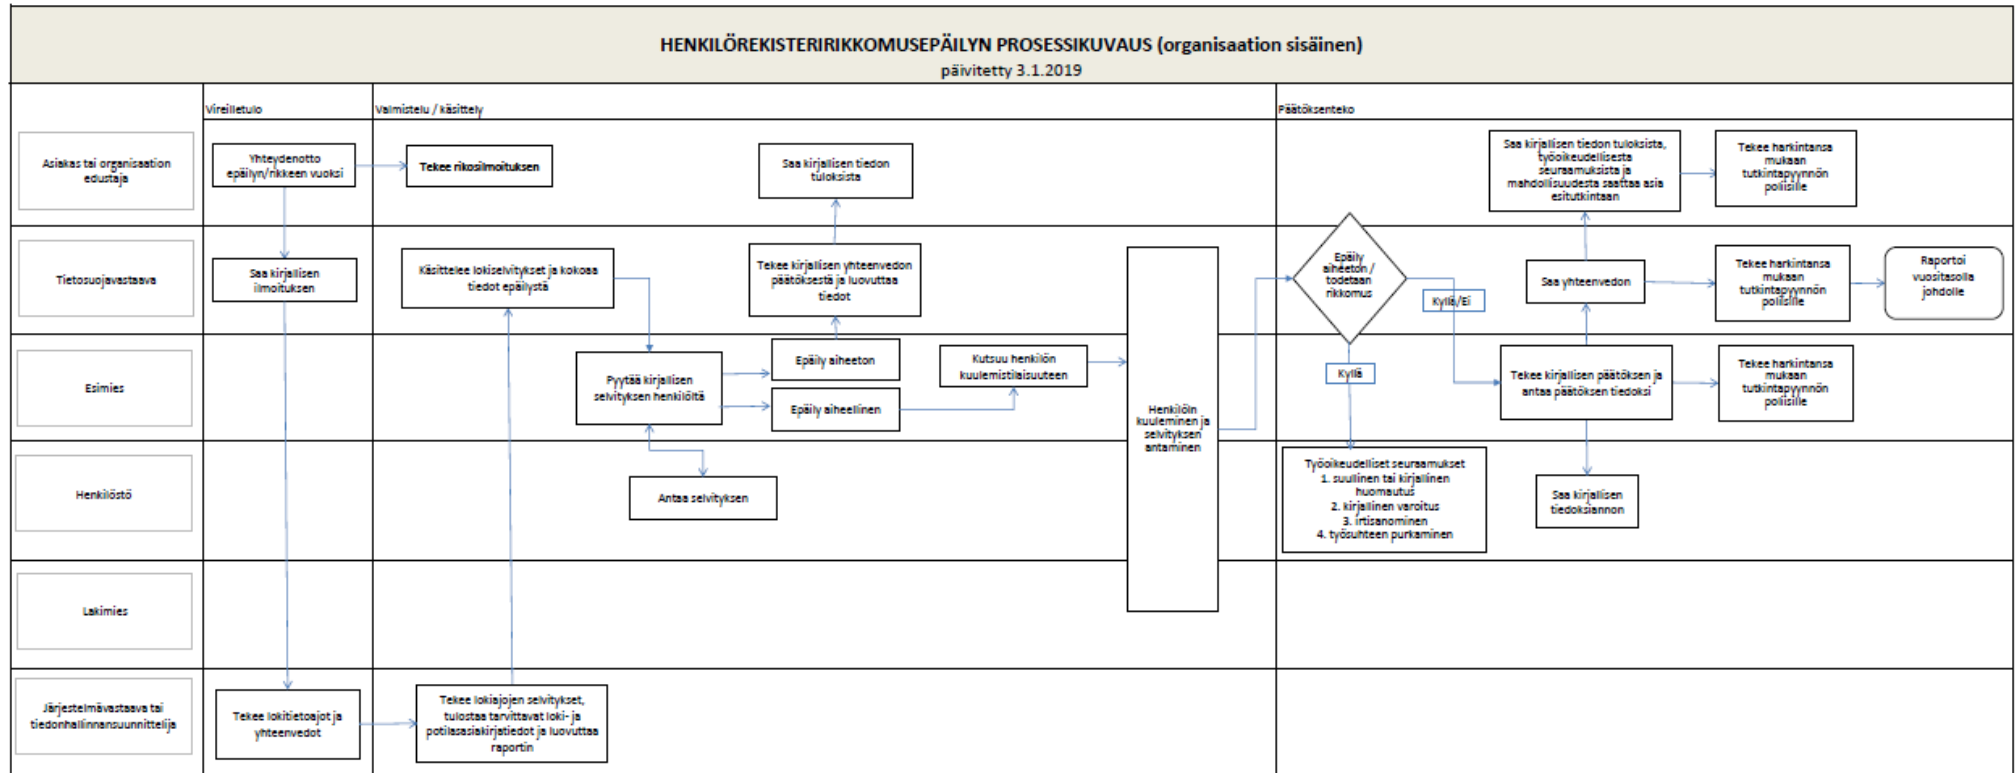 HENKILÖREKISTERIRIKKOMUSEPÄILYN PROSESSIKUVAUS (organisaation sisäinen)
päivitetty 3.1.2019
Vireilletulo
Valmistelu / käsittely
Päätöksenteko
Asiakas tai organisaation
edustaja
Yhteydenotto
epäilyn/rikkeen vuoksi
Tekee rikosilmoituksen
Saa kirjallisen tiedon
tuloksista
Saa kirjallisen tiedon tuloksista,
työoikeudellisesta
seuraamuksista ja
mahdollisuudesta saattaa asia
esitutkintaan
Tekee harkintansa
mukaan
tutkintapyynnön
poliisille
Tietosuojavastaava
Saa kirjallisen
ilmoituksen
Käsittelee lokiselvitykset ja kokoaa
tiedot epäilystä
Tekee kirjallisen yhteenvedon
päätöksestä ja luovuttaa
tiedot
Epäily
aiheeton /
todetaan
rikkomus
Kyllä/Ei
Kyllä
Saa yhteenvedon
Tekee harkintansa
mukaan
tutkintapyynnön
poliisille
Raportoi
vuositasolla
johdolle
Esimies
Pyytää kirjallisen
selvityksen henkilöltä
Epäily aiheeton
Epäily aiheellinen
Kutsuu henkilön
kuulemistilaisuuteen
Henkilöin
kuuleminen ja
selvityksen
antaminen
Tekee kirjallisen päätöksen ja
antaa päätöksen tiedoksi
Tekee harkintansa
mukaan
tutkintapyynnön
poliisille
Henkilöstö
Antaa selvityksen
Työoikeudelliset seuraamukset
1. suullinen tai kirjallinen
huomautus
2. kirjallinen varoitus
3. irtisanominen
4. työsuhteen purkaminen
Saa kirjallisen
tiedoksiannon
Lakimies
Järjestelmävastaava tai
tiedonhallinnansuunnittelija
Tekee lokitietoajot ja
yhteenvedot
Tekee lokiajojen selvitykset,
tulostaa tarvittavat loki- ja
potilasasiakirjatiedot ja luovuttaa
raportin